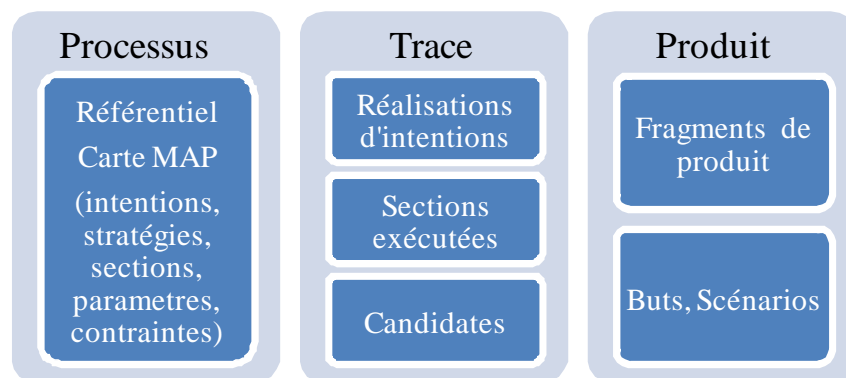 Processus
Référentiel
Carte MAP
(intentions,
stratégies,
sections,
parametres,
contraintes)
Trace
Réalisations
d'intentions
Sections
exécutées
Candidates
Produit
Fragments de
produit
Buts, Scénarios